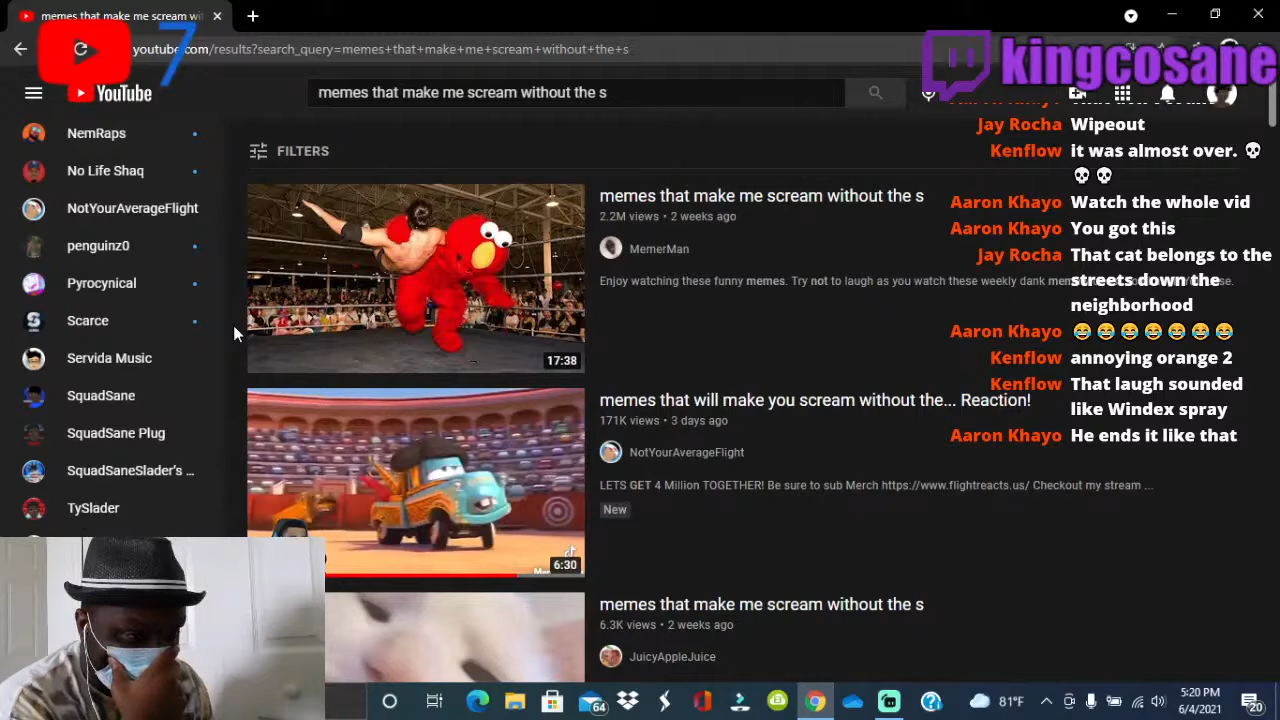 memes that make me scream wit
7
youtube.com/results?search_query=memes+that+make+me+scream+without+the+s
kingcosane
YouTube
memes that make me scream without the s
NemRaps
No Life Shaq
NotYourAverageFlight
penguinz0
Pyrocynical
Scarce
Servida Music
SquadSane
SquadSane Plug
SquadSaneSlader's ...
TySlader
FILTERS
17:38
memes that make me scream without the s
2.2M views • 2 weeks ago
MemerMan
Enjoy watching these funny memes. Try not to laugh as you watch these weekly dank
6:30
memes that will make you scream without the... Reaction!
171K views • 3 days ago
NotYourAverageFlight
LETS GET 4 Million TOGETHER! Be sure to sub Merch https://www.flightreacts.us/ Checkout my stream ...
New
memes that make me scream without the s
6.3K views • 2 weeks ago
JuicyAppleJuice
Aaron Khayo
Jay Rocha Wipeout
Kenflow it was almost over. 💀
💀💀
Aaron Khayo Watch the whole vid
Aaron Khayo You got this
Jay Rocha That cat belongs to the
streets down the
neighborhood
Aaron Khayo 😂😂😂😂😂😂😂
Kenflow annoying orange 2
Kenflow That laugh sounded
like Windex spray
Aaron Khayo He ends it like that
64
81°F
5:20 PM
6/4/2021
20